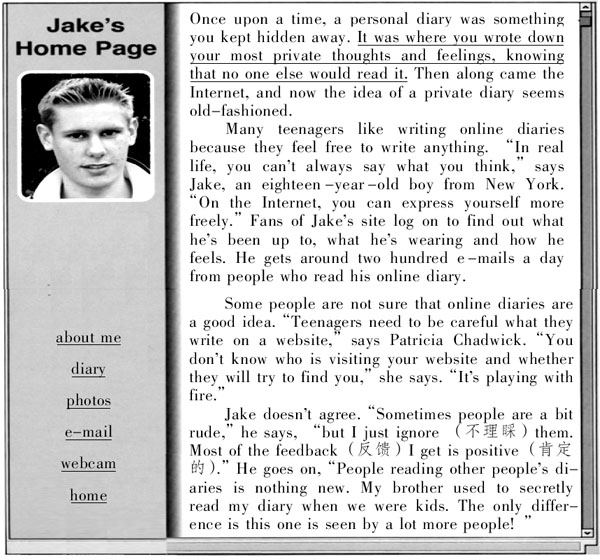 Jake's
Home Page
about me
diary
photos
e-mail
webcam
home
Once upon a time, a personal diary was something
you kept hidden away. It was where you wrote down
your most private thoughts and feelings, knowing
that no one else would read it. Then along came the
Internet, and now the idea of a private diary seems
old-fashioned.
Many teenagers like writing online diaries
because they feel free to write anything. “In real
life, you can't always say what you think,” says
Jake, an eighteen-year-old boy from New York.
“On the Internet, you can express yourself more
freely.” Fans of Jake's site log on to find out what
he's been up to, what he's wearing and how he
feels. He gets around two hundred e-mails a day
from people who read his online diary.
Some people are not sure that online diaries are
a good idea. “Teenagers need to be careful what they
write on a website,” says Patricia Chadwick. “You
don't know who is visiting your website and whether
they will try to find you,” she says. “It's playing with
fire.”
Jake doesn't agree. “Sometimes people are a bit
rude,” he says, “but I just ignore （不理睬）them.
Most of the feedback（反馈）I get is positive（肯定
的）.” He goes on, “People reading other people's di-
aries is nothing new. My brother used to secretly
read my diary when we were kids. The only differ-
ence is this one is seen by a lot more people! ”